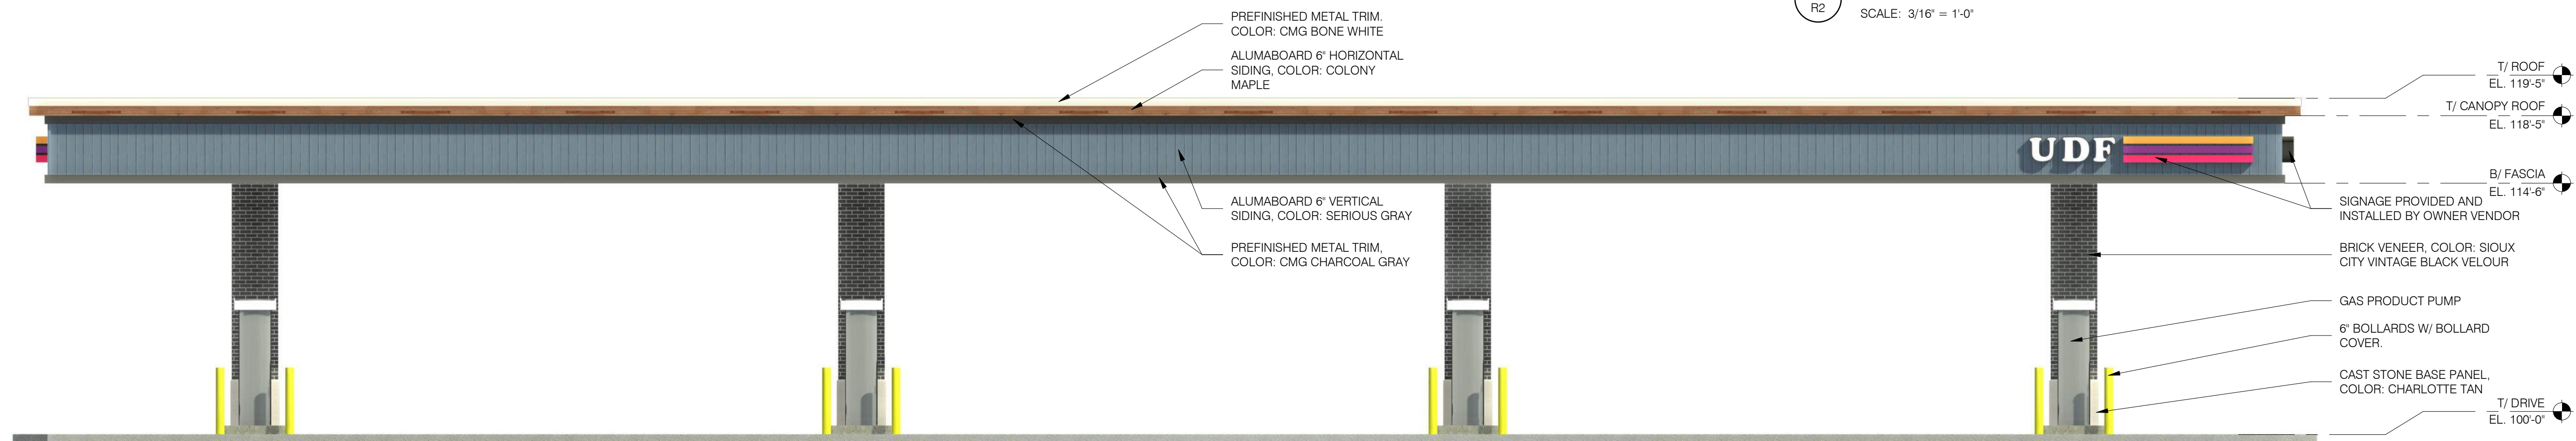 R2
SCALE: 3/16" = 1'-0"
PREFINISHED METAL TRIM.
COLOR: CMG BONE WHITE
ALUMABOARD 6" HORIZONTAL
SIDING, COLOR: COLONY
MAPLE
T/ ROOF
EL. 119'-5"
T/ CANOPY ROOF
EL. 118'-5"
UDF
B/ FASCIA
EL. 114'-6"
ALUMABOARD 6" VERTICAL
SIDING, COLOR: SERIOUS GRAY
SIGNAGE PROVIDED AND
INSTALLED BY OWNER VENDOR
PREFINISHED METAL TRIM,
COLOR: CMG CHARCOAL GRAY
BRICK VENEER, COLOR: SIOUX
CITY VINTAGE BLACK VELOUR
GAS PRODUCT PUMP
6" BOLLARDS W/ BOLLARD
COVER.
CAST STONE BASE PANEL,
COLOR: CHARLOTTE TAN
T/ DRIVE
EL. 100'-0"